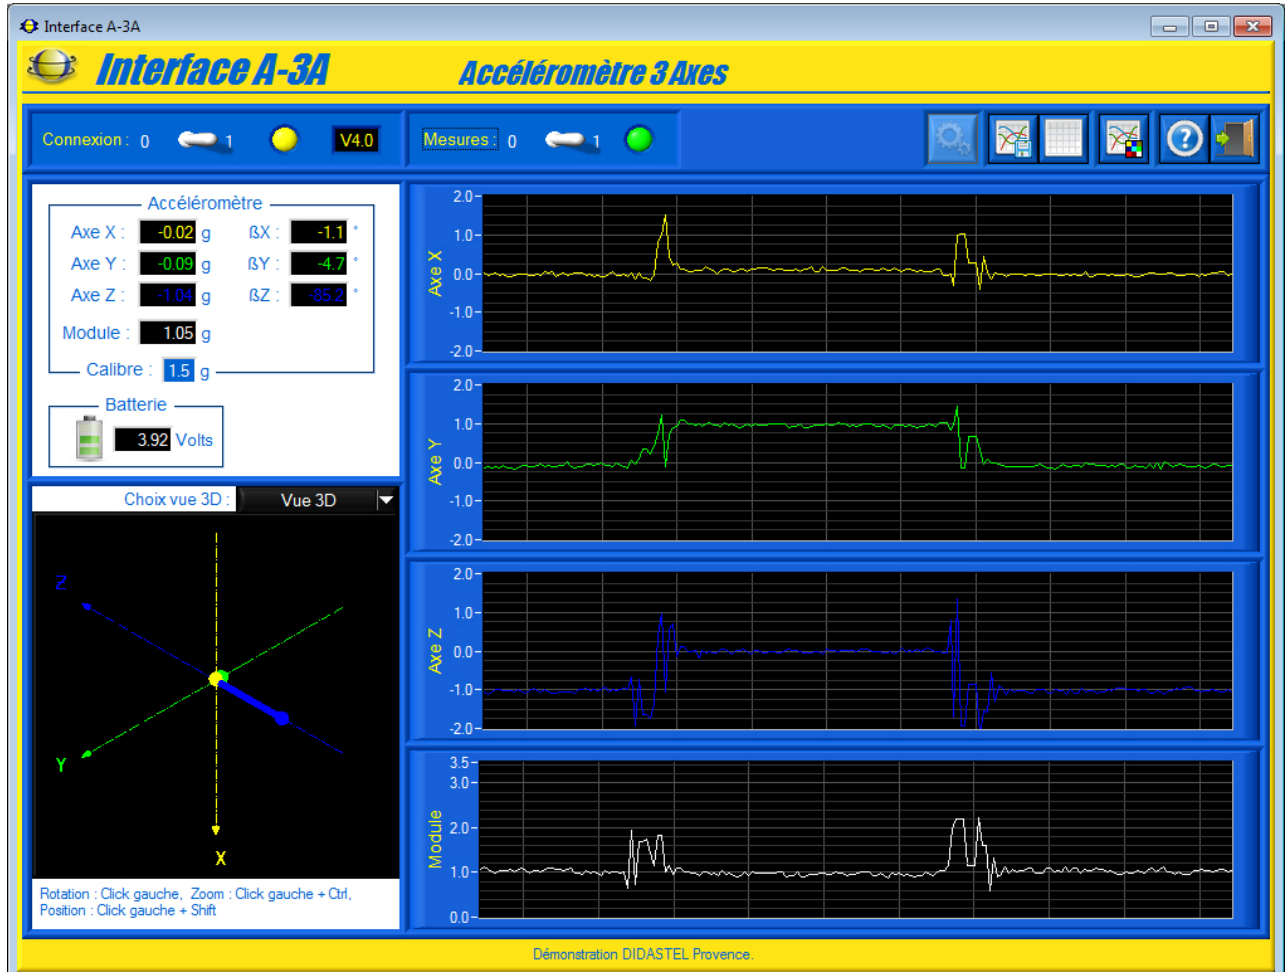 Interface A-3A
Interface A-3A Accéléromètre 3 Axes
Connexion : 0 1 V4.0 Mesures : 0 1
Accéléromètre
Axe X : -0.02 g ßX : -1.1 °
Axe Y : -0.09 g ßY : -4.7 °
Axe Z : -1.04 g ßZ : -85.2 °
Module : 1.05 g
Calibre : 1.5 g
Batterie
3.92 Volts
Choix vue 3D : Vue 3D
Z
Y
X
Rotation : Click gauche, Zoom : Click gauche + Ctrl,
Position : Click gauche + Shift
Axe X
2.0
1.0
0.0
-1.0
-2.0
Axe Y
2.0
1.0
0.0
-1.0
-2.0
Axe Z
2.0
1.0
0.0
-1.0
-2.0
Module
3.5
3.0
2.0
1.0
0.0
Démonstration DIDASTEL Provence.